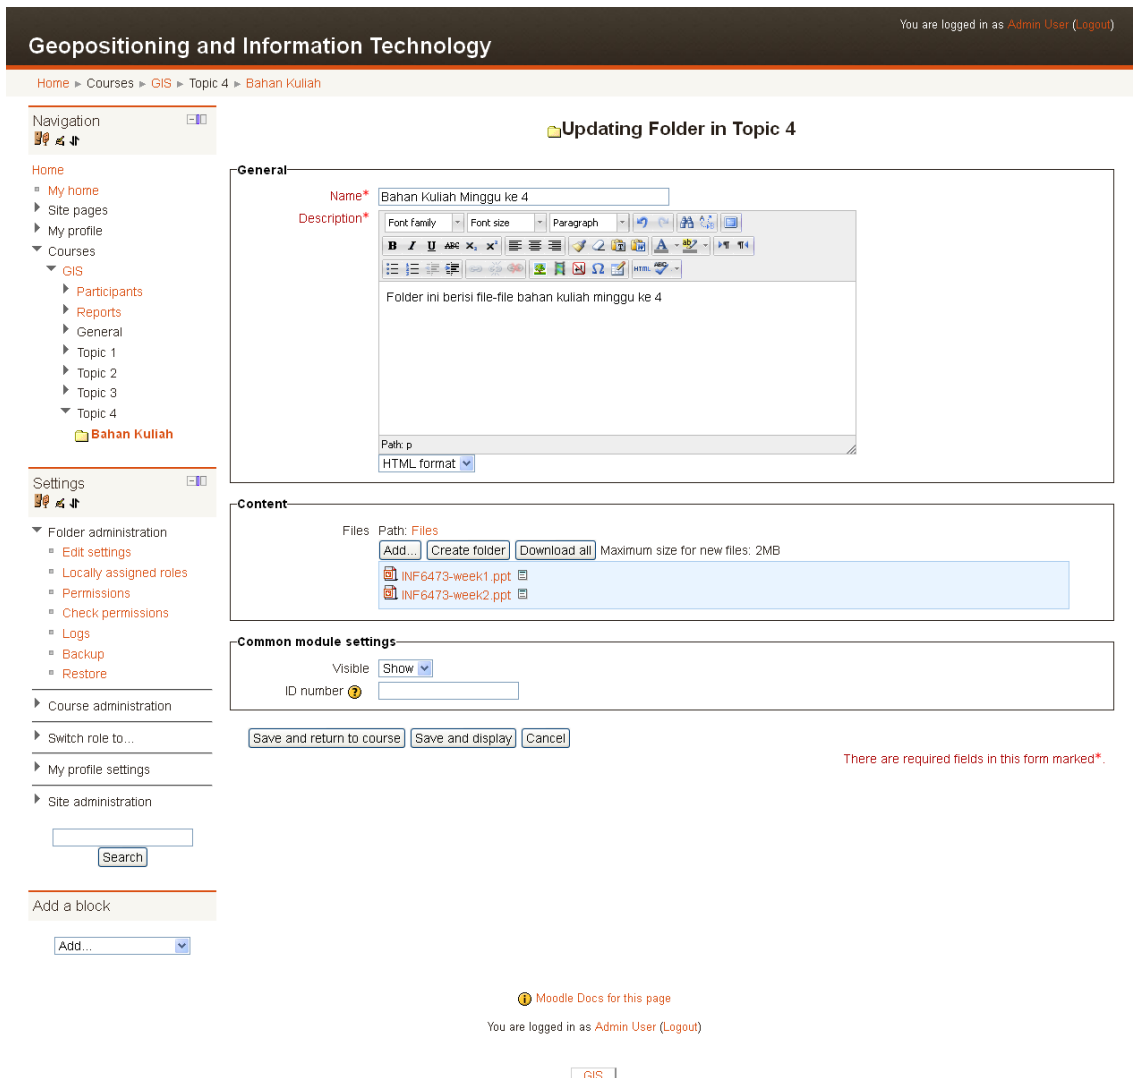 You are logged in as Admin User (Logout)
Geopositioning and Information Technology
Home ► Courses ► GIS ► Topic 4 ► Bahan Kuliah
Navigation
Home
My home
Site pages
My profile
Courses
GIS
Participants
Reports
General
Topic 1
Topic 2
Topic 3
Topic 4
Bahan Kuliah
Settings
Folder administration
Edit settings
Locally assigned roles
Permissions
Check permissions
Logs
Backup
Restore
Course administration
Switch role to...
My profile settings
Site administration
Search
Add a block
Add...
Updating Folder in Topic 4
General
Name* Bahan Kuliah Minggu ke 4
Description*
Font family Font size Paragraph
B I U ABC x₂ x² A ab
Ω HTML ABC
Folder ini berisi file-file bahan kuliah minggu ke 4
Path: p
HTML format
Content
Files Path: Files
Add... Create folder Download all Maximum size for new files: 2MB
INF6473-week1.ppt
INF6473-week2.ppt
Common module settings
Visible Show
ID number
Save and return to course Save and display Cancel
There are required fields in this form marked*.
Moodle Docs for this page
You are logged in as Admin User (Logout)
GIS